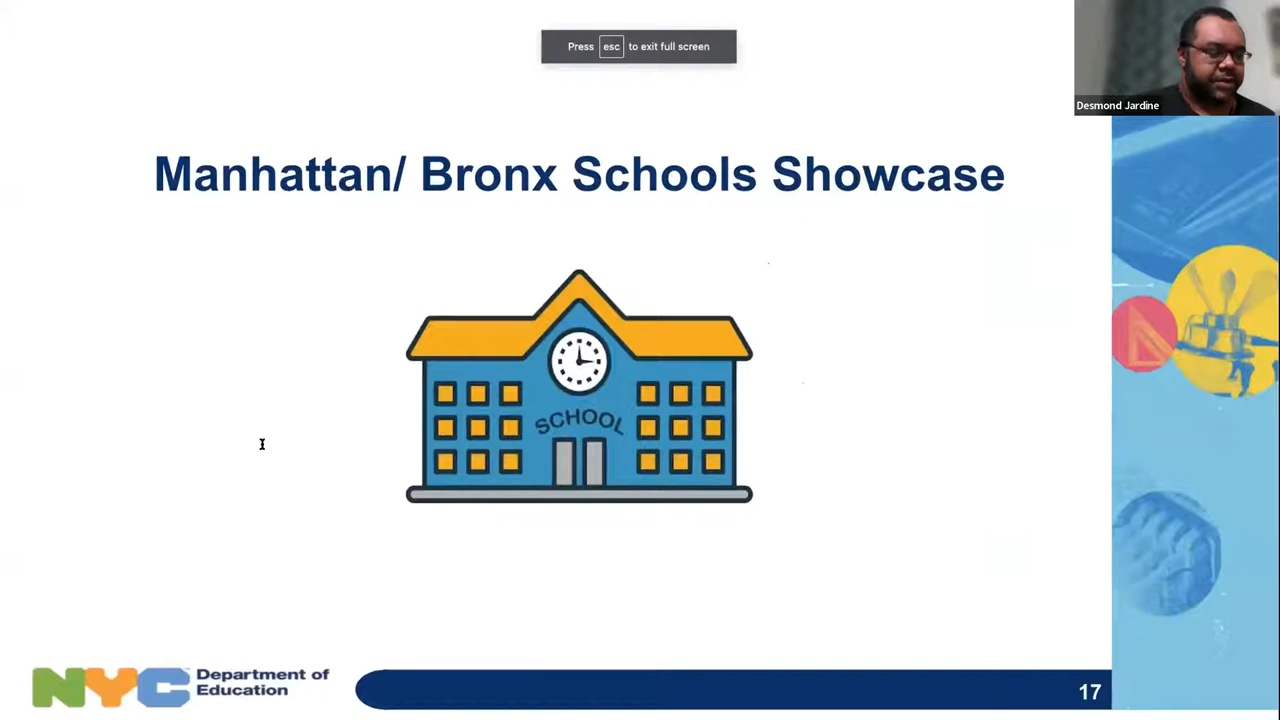 Press esc to exit full screen
Desmond Jardine
Manhattan/ Bronx Schools Showcase
SCHOOL
NYC
Department of
Education
17